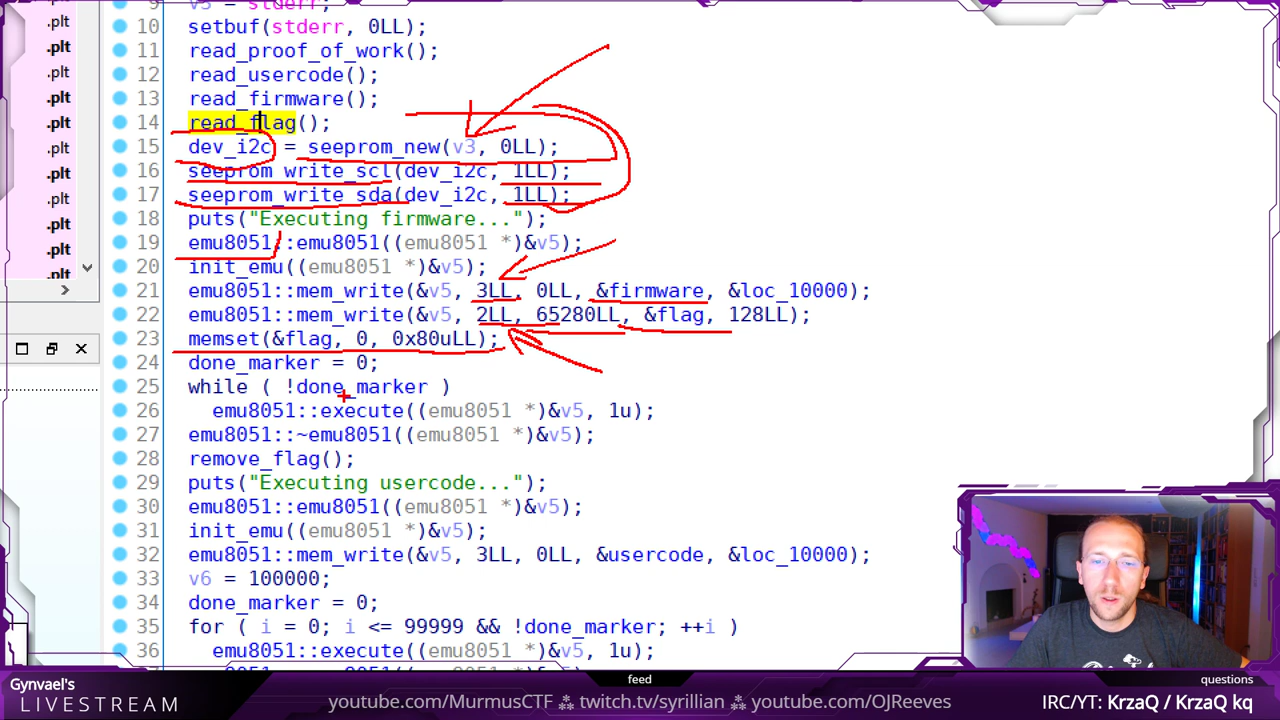 .plt
.plt
.plt
.plt
.plt
.plt
.plt
.plt
.plt
.plt
.plt
9 v3 = stderr;
10 setbuf(stderr, 0LL);
11 read_proof_of_work();
12 read_usercode();
13 read_firmware();
14 read_flag();
15 dev_i2c = seeprom_new(v3, 0LL);
16 seeprom_write_scl(dev_i2c, 1LL);
17 seeprom_write_sda(dev_i2c, 1LL);
18 puts("Executing firmware...");
19 emu8051::emu8051((emu8051 *)&v5);
20 init_emu((emu8051 *)&v5);
21 emu8051::mem_write(&v5, 3LL, 0LL, &firmware, &loc_10000);
22 emu8051::mem_write(&v5, 2LL, 65280LL, &flag, 128LL);
23 memset(&flag, 0, 0x80uLL);
24 done_marker = 0;
25 while ( !done_marker )
26 emu8051::execute((emu8051 *)&v5, 1u);
27 emu8051::~emu8051((emu8051 *)&v5);
28 remove_flag();
29 puts("Executing usercode...");
30 emu8051::emu8051((emu8051 *)&v5);
31 init_emu((emu8051 *)&v5);
32 emu8051::mem_write(&v5, 3LL, 0LL, &usercode, &loc_10000);
33 v6 = 100000;
34 done_marker = 0;
35 for ( i = 0; i <= 99999 && !done_marker; ++i )
36 emu8051::execute((emu8051 *)&v5, 1u);
Gynvael's
LIVESTREAM
feed
youtube.com/MurmusCTF ⁂ twitch.tv/syrillian ⁂ youtube.com/OJReeves
questions
IRC/YT: KrzaQ / KrzaQ kq